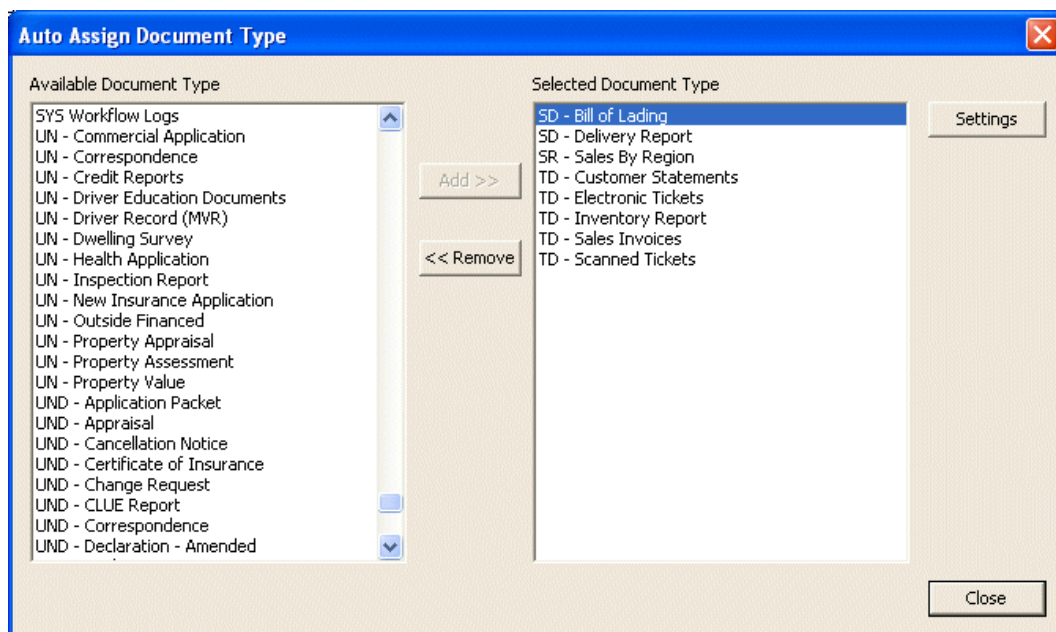 Auto Assign Document Type
Available Document Type
SYS Workflow Logs
UN - Commercial Application
UN - Correspondence
UN - Credit Reports
UN - Driver Education Documents
UN - Driver Record (MVR)
UN - Dwelling Survey
UN - Health Application
UN - Inspection Report
UN - New Insurance Application
UN - Outside Financed
UN - Property Appraisal
UN - Property Assessment
UN - Property Value
UND - Application Packet
UND - Appraisal
UND - Cancellation Notice
UND - Certificate of Insurance
UND - Change Request
UND - CLUE Report
UND - Correspondence
UND - Declaration - Amended
Add >>
<< Remove
Selected Document Type
SD - Bill of Lading
SD - Delivery Report
SR - Sales By Region
TD - Customer Statements
TD - Electronic Tickets
TD - Inventory Report
TD - Sales Invoices
TD - Scanned Tickets
Settings
Close